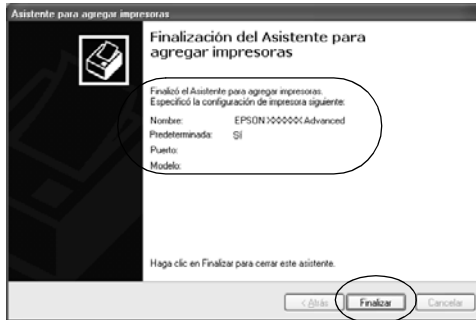 Asistente para agregar impresoras
Finalización del Asistente para
agregar impresoras
Finalizó el Asistente para agregar impresoras.
Especificó la configuración de impresora siguiente:
Nombre: EPSON XXXXXX Advanced
Predeterminada: Sí
Puerto:
Modelo:
Haga clic en Finalizar para cerrar este asistente.
< Atrás Finalizar Cancelar